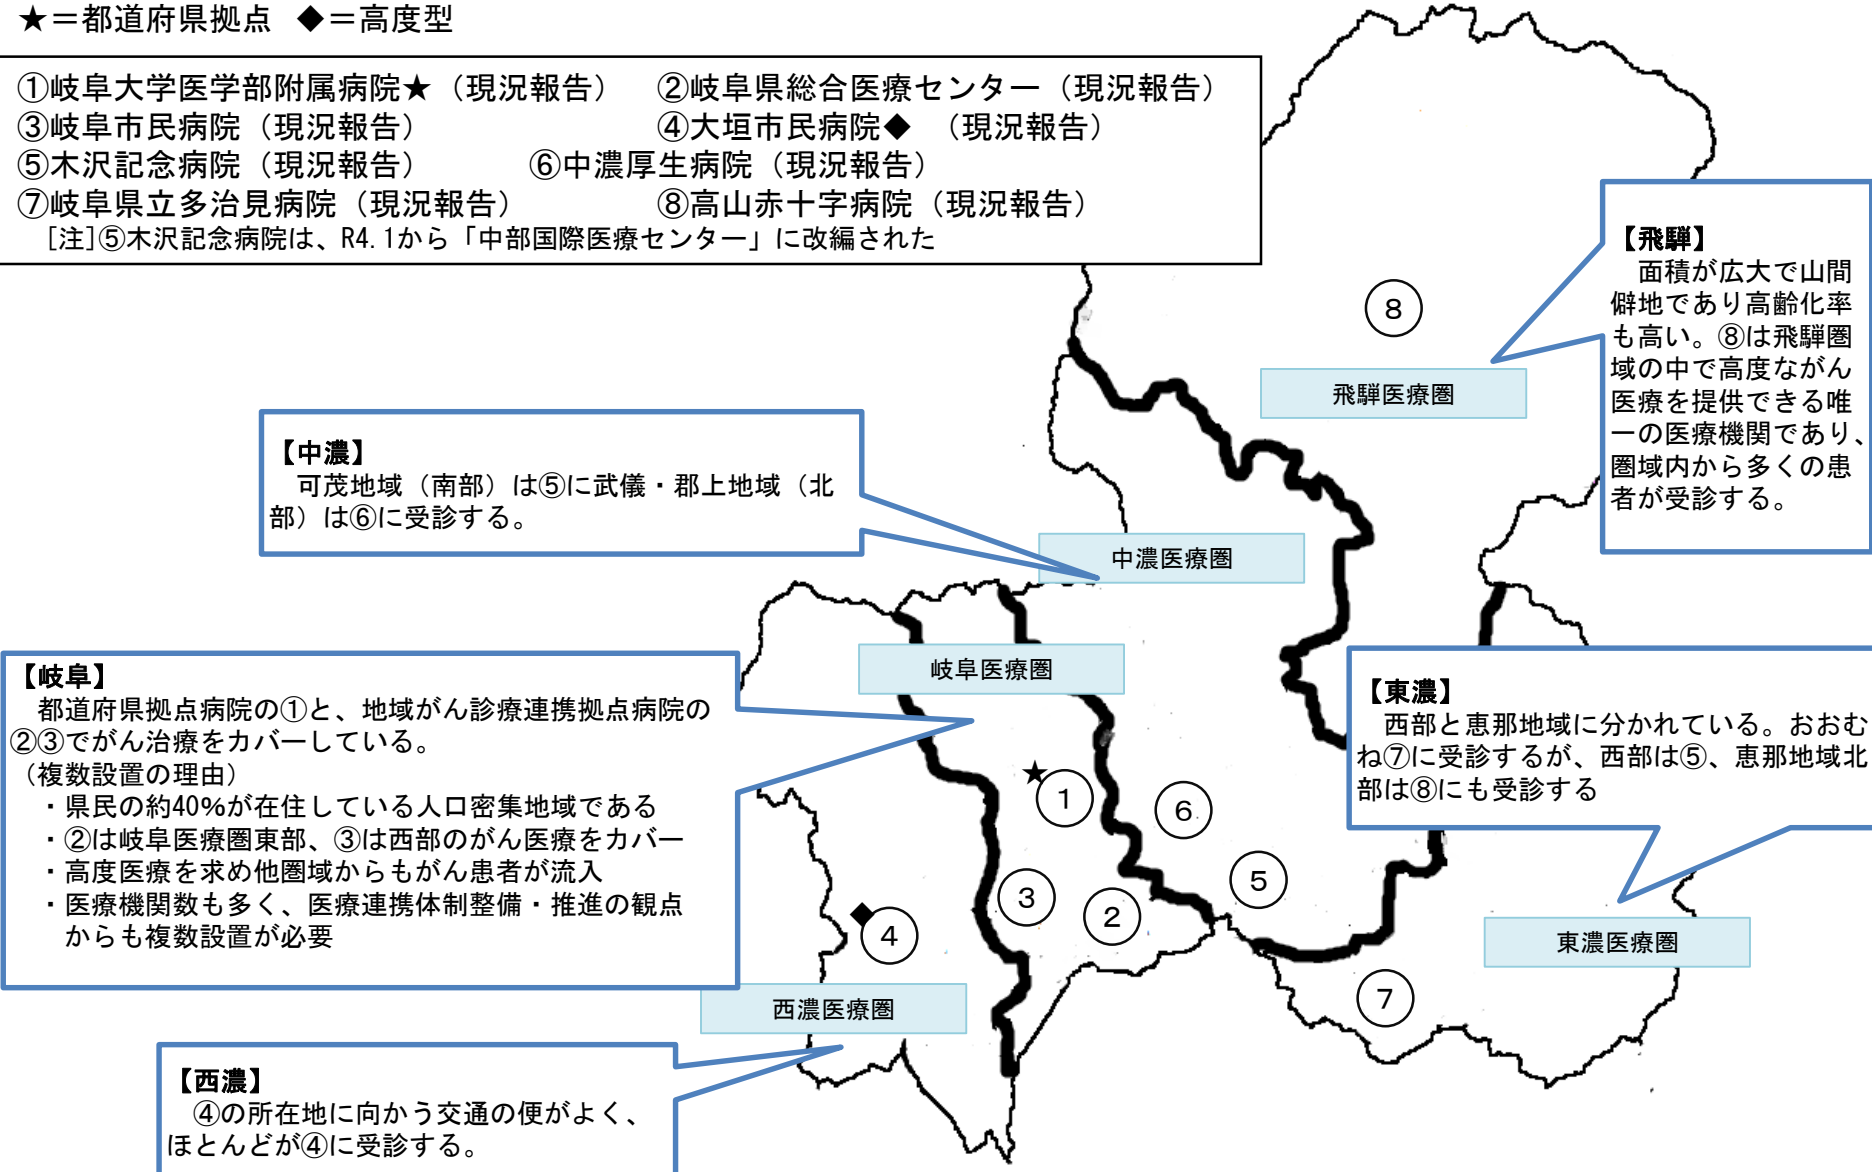 ★＝都道府県拠点　◆＝高度型
①岐阜大学医学部附属病院★（現況報告）　②岐阜県総合医療センター（現況報告）
③岐阜市民病院（現況報告）　④大垣市民病院◆　（現況報告）
⑤木沢記念病院（現況報告）　⑥中濃厚生病院（現況報告）
⑦岐阜県立多治見病院（現況報告）　⑧高山赤十字病院（現況報告）
［注］⑤木沢記念病院は、R4.1から「中部国際医療センター」に改編された
【飛騨】
面積が広大で山間
僻地であり高齢化率
も高い。⑧は飛騨圏
域の中で高度ながん
医療を提供できる唯
一の医療機関であり、
圏域内から多くの患
者が受診する。
⑧
飛騨医療圏
【中濃】
可茂地域（南部）は⑤に武儀・郡上地域（北
部）は⑥に受診する。
中濃医療圏
岐阜医療圏
【岐阜】
都道府県拠点病院の①と、地域がん診療連携拠点病院の
②③でがん治療をカバーしている。
（複数設置の理由）
・県民の約40%が在住している人口密集地域である
・②は岐阜医療圏東部、③は西部のがん医療をカバー
・高度医療を求め他圏域からもがん患者が流入
・医療機関数も多く、医療連携体制整備・推進の観点
からも複数設置が必要
【東濃】
西部と恵那地域に分かれている。おおむ
ね⑦に受診するが、西部は⑤、恵那地域北
部は⑧にも受診する
★
①
⑥
⑤
③
②
◆
④
東濃医療圏
⑦
西濃医療圏
【西濃】
④の所在地に向かう交通の便がよく、
ほとんどが④に受診する。